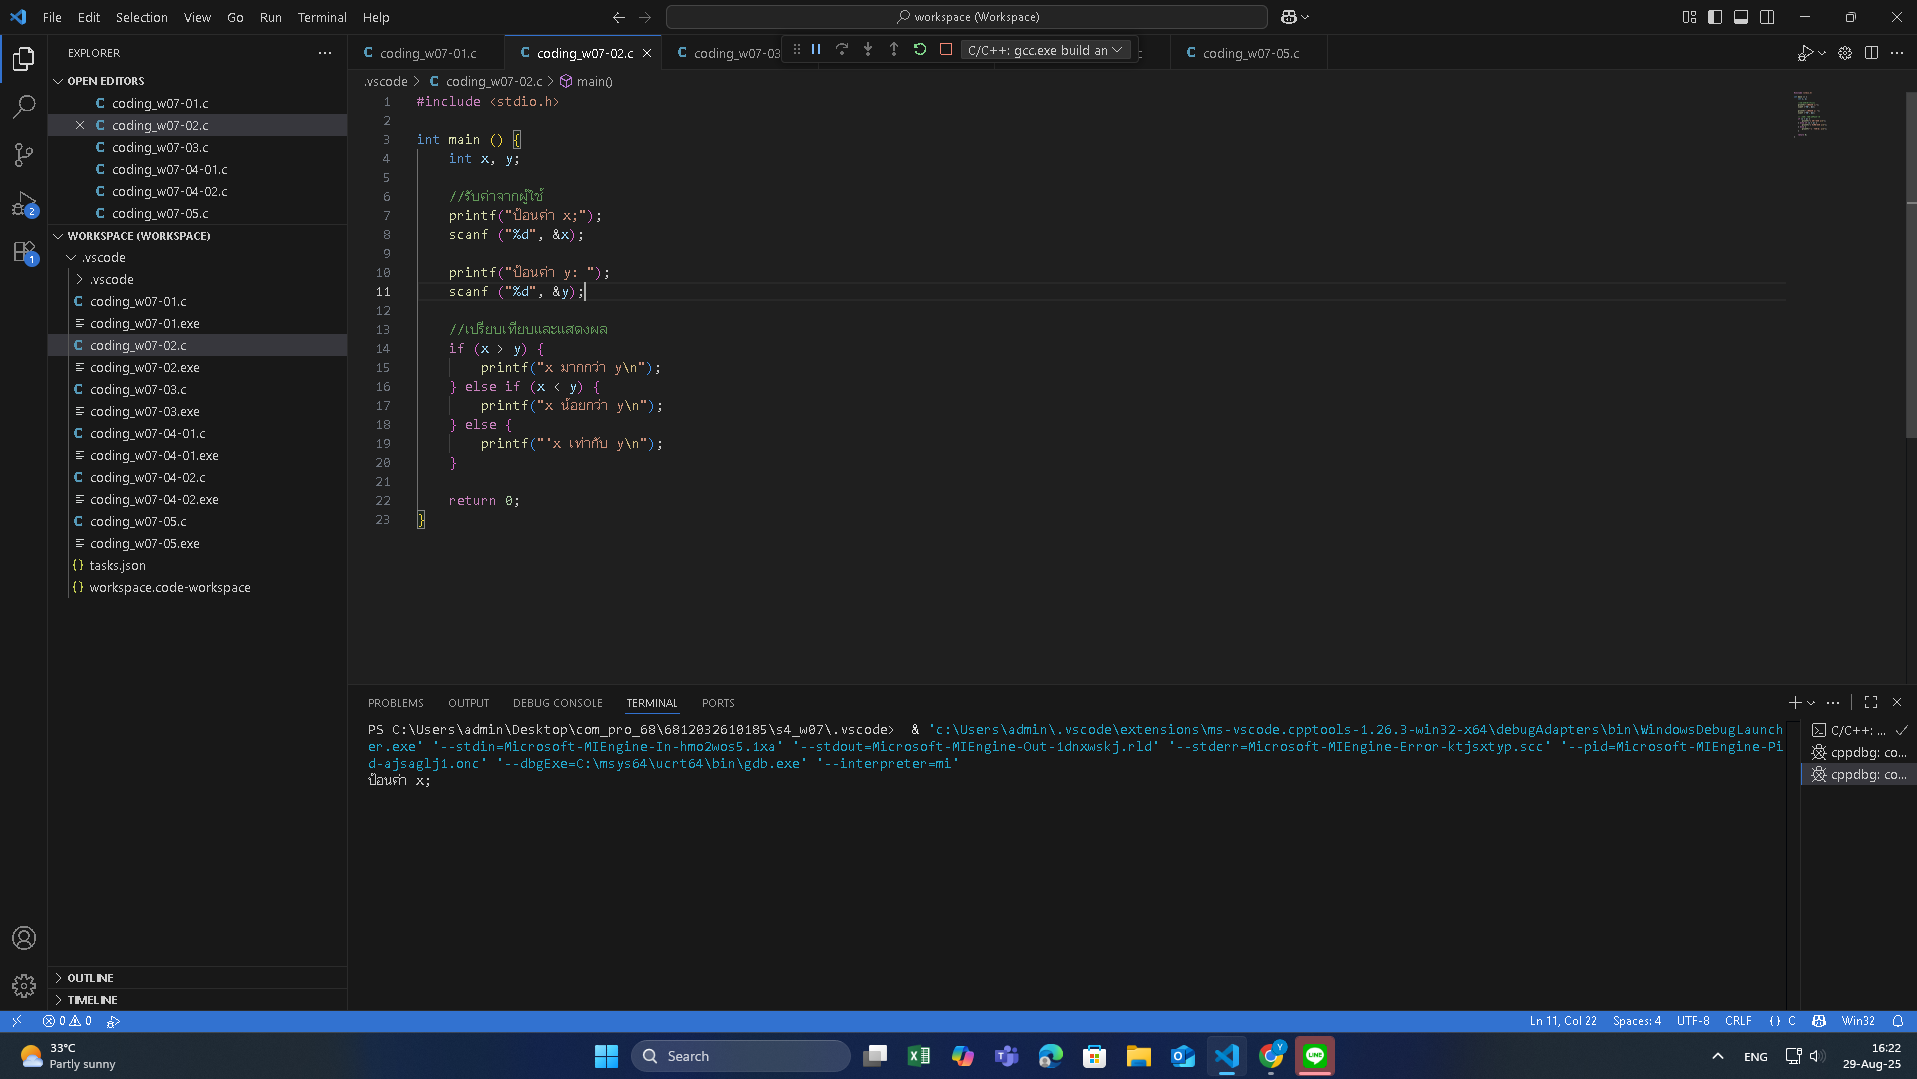 File Edit Selection View Go Run Terminal Help
workspace (Workspace)
EXPLORER
OPEN EDITORS
coding_w07-01.c
coding_w07-02.c
coding_w07-03.c
coding_w07-04-01.c
coding_w07-04-02.c
coding_w07-05.c
WORKSPACE (WORKSPACE)
.vscode
.vscode
coding_w07-01.c
coding_w07-01.exe
coding_w07-02.c
coding_w07-02.exe
coding_w07-03.c
coding_w07-03.exe
coding_w07-04-01.c
coding_w07-04-01.exe
coding_w07-04-02.c
coding_w07-04-02.exe
coding_w07-05.c
coding_w07-05.exe
tasks.json
workspace.code-workspace
OUTLINE
TIMELINE
coding_w07-01.c coding_w07-02.c coding_w07-03 C/C++: gcc.exe build an coding_w07-05.c
.vscode > C coding_w07-02.c > main()
1 #include <stdio.h>
2
3 int main () {
4 int x, y;
5
6 //รับค่าจากผู้ใช้
7 printf("ป้อนค่า x;");
8 scanf ("%d", &x);
9
10 printf("ป้อนค่า y: ");
11 scanf ("%d", &y);
12
13 //เปรียบเทียบและแสดงผล
14 if (x > y) {
15 printf("x มากกว่า y\n");
16 } else if (x < y) {
17 printf("x น้อยกว่า y\n");
18 } else {
19 printf("'x เท่ากับ y\n");
20 }
21
22 return 0;
23 }
PROBLEMS OUTPUT DEBUG CONSOLE TERMINAL PORTS
PS C:\Users\admin\Desktop\com_pro_68\6812032610185\s4_w07\.vscode> & 'c:\Users\admin\.vscode\extensions\ms-vscode.cpptools-1.26.3-win32-x64\debugAdapters\bin\WindowsDebugLaunch
er.exe' '--stdin=Microsoft-MIEngine-In-hmo2wos5.1xa' '--stdout=Microsoft-MIEngine-Out-1dnxwskj.rld' '--stderr=Microsoft-MIEngine-Error-ktjsxtyp.scc' '--pid=Microsoft-MIEngine-Pi
d-ajsaglj1.onc' '--dbgExe=C:\msys64\ucrt64\bin\gdb.exe' '--interpreter=mi'
ป้อนค่า x;
C/C++: ...
cppdbg: co...
cppdbg: co...
0 0
Ln 11, Col 22 Spaces: 4 UTF-8 CRLF {} C Win32
33°C
Partly sunny
Search
ENG
16:22
29-Aug-25